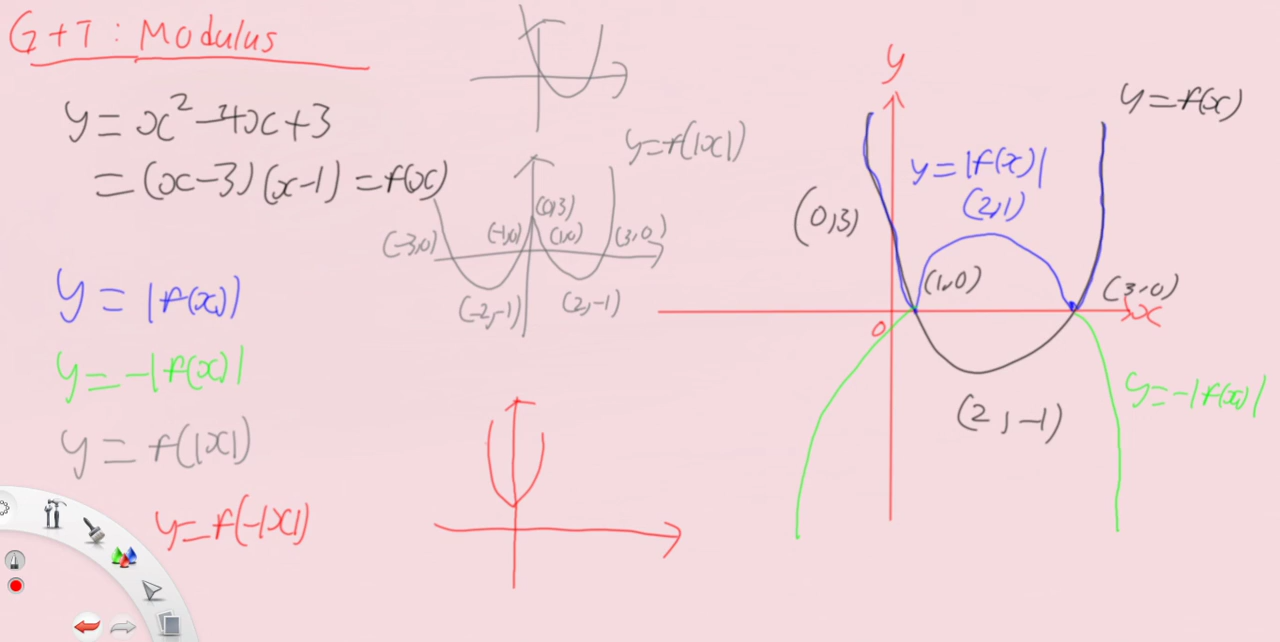 G+T: Modulus
y = x² - 4x + 3
= (x-3)(x-1) = f(x)
y = |f(x)|
y = -|f(x)|
y = f(|x|)
y = f(-|x|)
y = f(|x|)
(0,3)
(-3,0)
(-1,0)
(1,0)
(3,0)
(-2,-1)
(2,-1)
y
y = f(x)
y = |f(x)|
(2,1)
(0,3)
(1,0)
(3,0)
x
0
(2,-1)
y = -|f(x)|